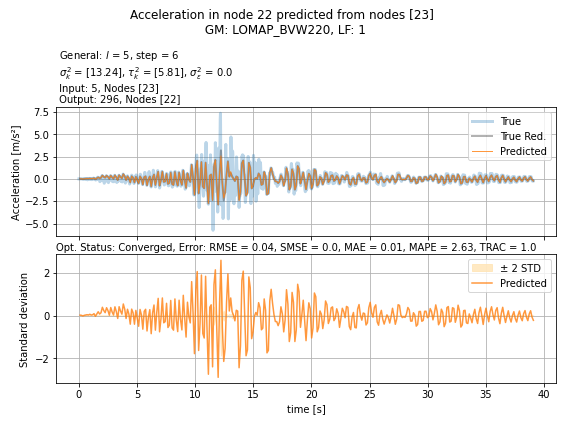 Acceleration in node 22 predicted from nodes [23]
GM: LOMAP_BVW220, LF: 1
General: l = 5, step = 6
σ²ₖ = [13.24], τ²ₖ = [5.81], σ²ε = 0.0
Input: 5, Nodes [23]
Output: 296, Nodes [22]
Acceleration [m/s²]
7.5
5.0
2.5
0.0
−2.5
−5.0
True
True Red.
Predicted
Opt. Status: Converged, Error: RMSE = 0.04, SMSE = 0.0, MAE = 0.01, MAPE = 2.63, TRAC = 1.0
Standard deviation
2
0
−2
± 2 STD
Predicted
0 5 10 15 20 25 30 35 40
time [s]